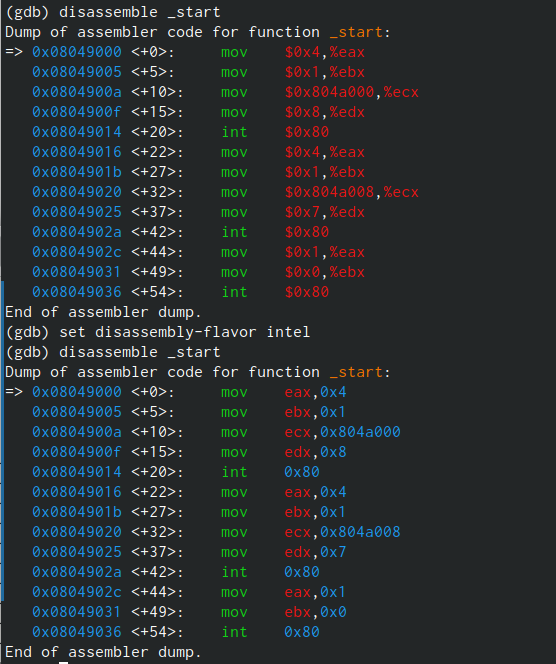 (gdb) disassemble _start
Dump of assembler code for function _start:
=> 0x08049000 <+0>:     mov    $0x4,%eax
   0x08049005 <+5>:     mov    $0x1,%ebx
   0x0804900a <+10>:    mov    $0x804a000,%ecx
   0x0804900f <+15>:    mov    $0x8,%edx
   0x08049014 <+20>:    int    $0x80
   0x08049016 <+22>:    mov    $0x4,%eax
   0x0804901b <+27>:    mov    $0x1,%ebx
   0x08049020 <+32>:    mov    $0x804a008,%ecx
   0x08049025 <+37>:    mov    $0x7,%edx
   0x0804902a <+42>:    int    $0x80
   0x0804902c <+44>:    mov    $0x1,%eax
   0x08049031 <+49>:    mov    $0x0,%ebx
   0x08049036 <+54>:    int    $0x80
End of assembler dump.
(gdb) set disassembly-flavor intel
(gdb) disassemble _start
Dump of assembler code for function _start:
=> 0x08049000 <+0>:     mov    eax,0x4
   0x08049005 <+5>:     mov    ebx,0x1
   0x0804900a <+10>:    mov    ecx,0x804a000
   0x0804900f <+15>:    mov    edx,0x8
   0x08049014 <+20>:    int    0x80
   0x08049016 <+22>:    mov    eax,0x4
   0x0804901b <+27>:    mov    ebx,0x1
   0x08049020 <+32>:    mov    ecx,0x804a008
   0x08049025 <+37>:    mov    edx,0x7
   0x0804902a <+42>:    int    0x80
   0x0804902c <+44>:    mov    eax,0x1
   0x08049031 <+49>:    mov    ebx,0x0
   0x08049036 <+54>:    int    0x80
End of assembler dump.